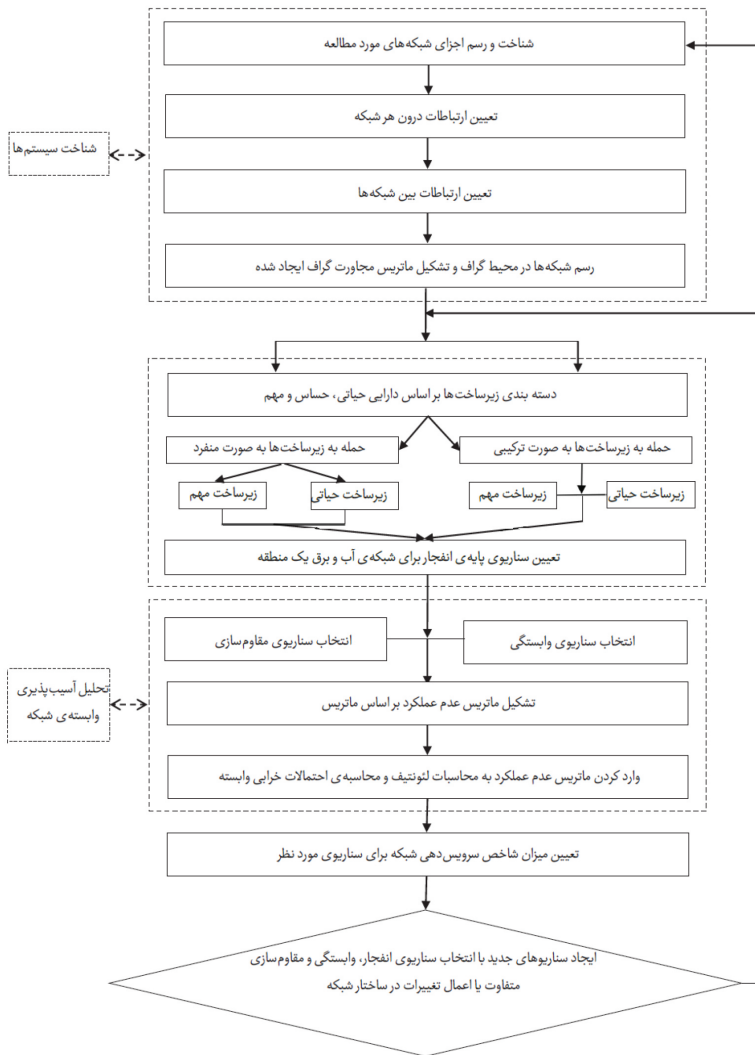 شناخت و رسم اجزای شبکه‌های مورد مطالعه
تعیین ارتباطات درون هر شبکه
شناخت سیستم‌ها
تعیین ارتباطات بین شبکه‌ها
رسم شبکه‌ها در محیط گراف و تشکیل ماتریس مجاورت گراف ایجاد شده
دسته بندی زیرساخت‌ها بر اساس دارایی حیاتی، حساس و مهم
حمله به زیرساخت‌ها به صورت ترکیبی
حمله به زیرساخت‌ها به صورت منفرد
زیرساخت حیاتی
زیرساخت مهم
زیرساخت حیاتی
زیرساخت مهم
تعیین سناریوی پایه‌ی انفجار برای شبکه‌ی آب و برق یک منطقه
انتخاب سناریوی وابستگی
انتخاب سناریوی مقاوم‌سازی
تحلیل آسیب‌پذیری
وابسته‌ی شبکه
تشکیل ماتریس عدم عملکرد بر اساس ماتریس
وارد کردن ماتریس عدم عملکرد به محاسبات لئونتیف و محاسبه‌ی احتمالات خرابی وابسته
تعیین میزان شاخص سرویس‌دهی شبکه برای سناریوی مورد نظر
ایجاد سناریوهای جدید با انتخاب سناریوی انفجار، وابستگی و مقاوم‌سازی
متفاوت یا اعمال تغییرات در ساختار شبکه